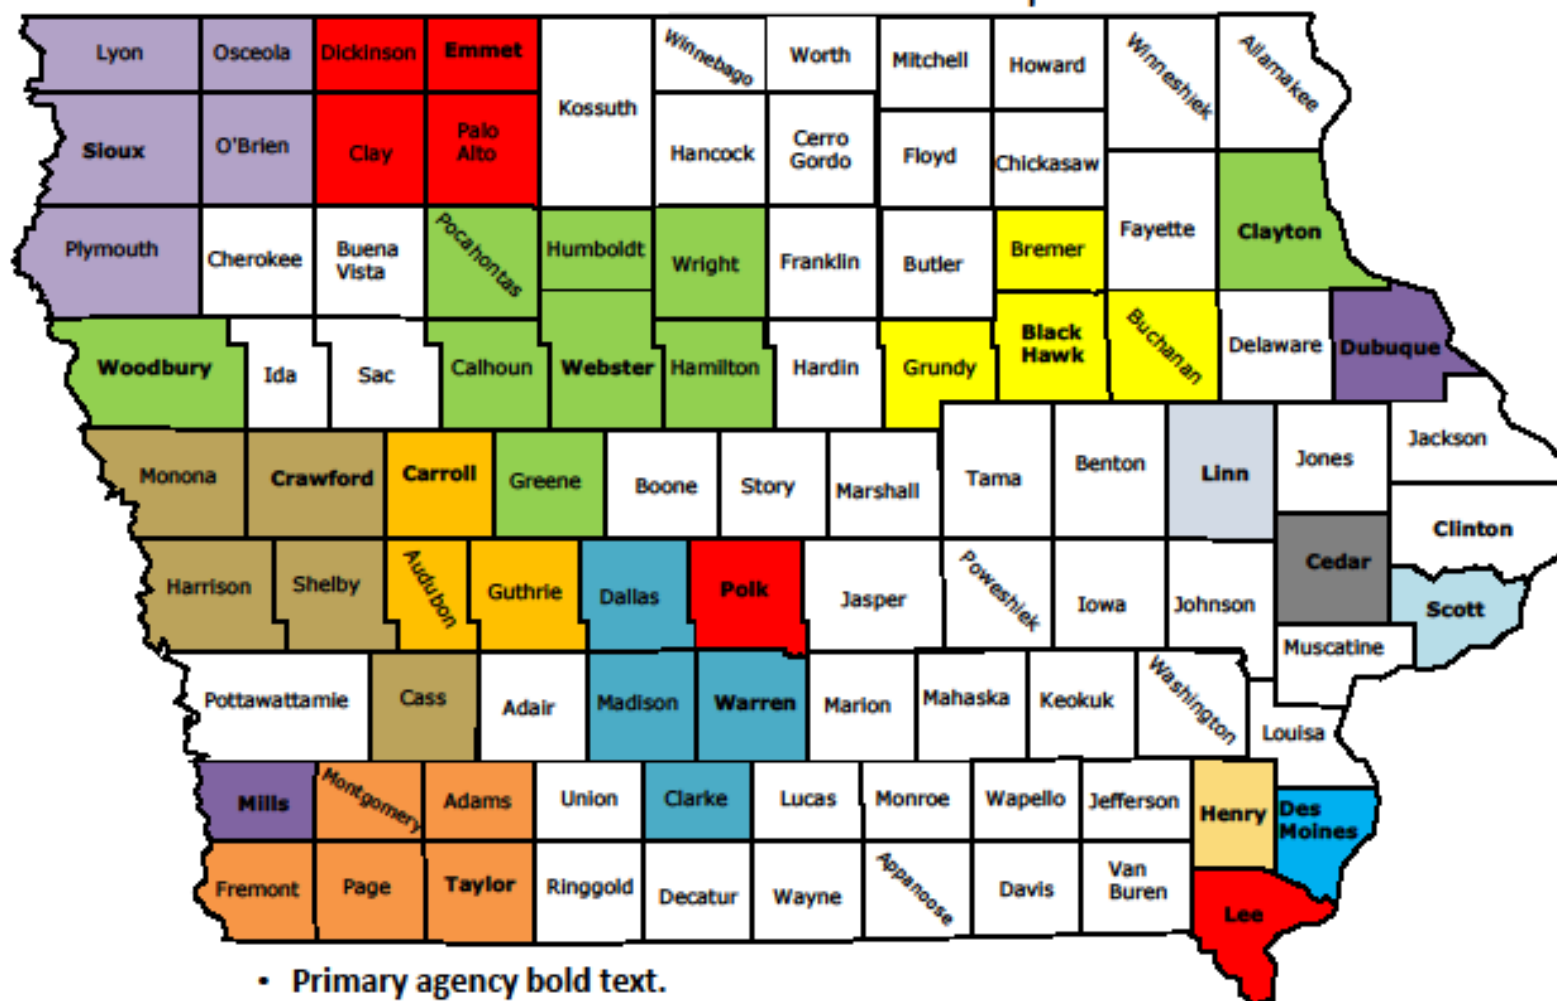 Lyon
Osceola
Dickinson
Emmet
Kossuth
Winnebago
Worth
Mitchell
Howard
Winneshiek
Allamakee
Sioux
O'Brien
Clay
Palo
Alto
Hancock
Cerro
Gordo
Floyd
Chickasaw
Plymouth
Cherokee
Buena
Vista
Pocahontas
Humboldt
Wright
Franklin
Butler
Bremer
Fayette
Clayton
Woodbury
Ida
Sac
Calhoun
Webster
Hamilton
Hardin
Grundy
Black
Hawk
Buchanan
Delaware
Dubuque
Monona
Crawford
Carroll
Greene
Boone
Story
Marshall
Tama
Benton
Linn
Jones
Jackson
Clinton
Harrison
Shelby
Audubon
Guthrie
Dallas
Polk
Jasper
Poweshiek
Iowa
Johnson
Cedar
Scott
Muscatine
Pottawattamie
Cass
Adair
Madison
Warren
Marion
Mahaska
Keokuk
Washington
Louisa
Mills
Montgomery
Adams
Union
Clarke
Lucas
Monroe
Wapello
Jefferson
Henry
Des
Moines
Fremont
Page
Taylor
Ringgold
Decatur
Wayne
Appanoose
Davis
Van
Buren
Lee
• Primary agency bold text.